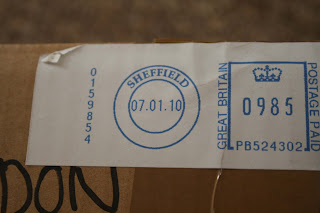 0159854
SHEFFIELD
07.01.10
GREAT BRITAIN
0985
POSTAGE PAID
PB524302
DON